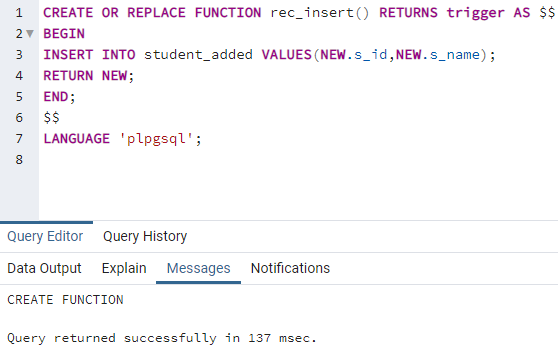 1 CREATE OR REPLACE FUNCTION rec_insert() RETURNS trigger AS $$
2 BEGIN
3 INSERT INTO student_added VALUES(NEW.s_id,NEW.s_name);
4 RETURN NEW;
5 END;
6 $$
7 LANGUAGE 'plpgsql';
8
Query Editor Query History
Data Output Explain Messages Notifications
CREATE FUNCTION
Query returned successfully in 137 msec.